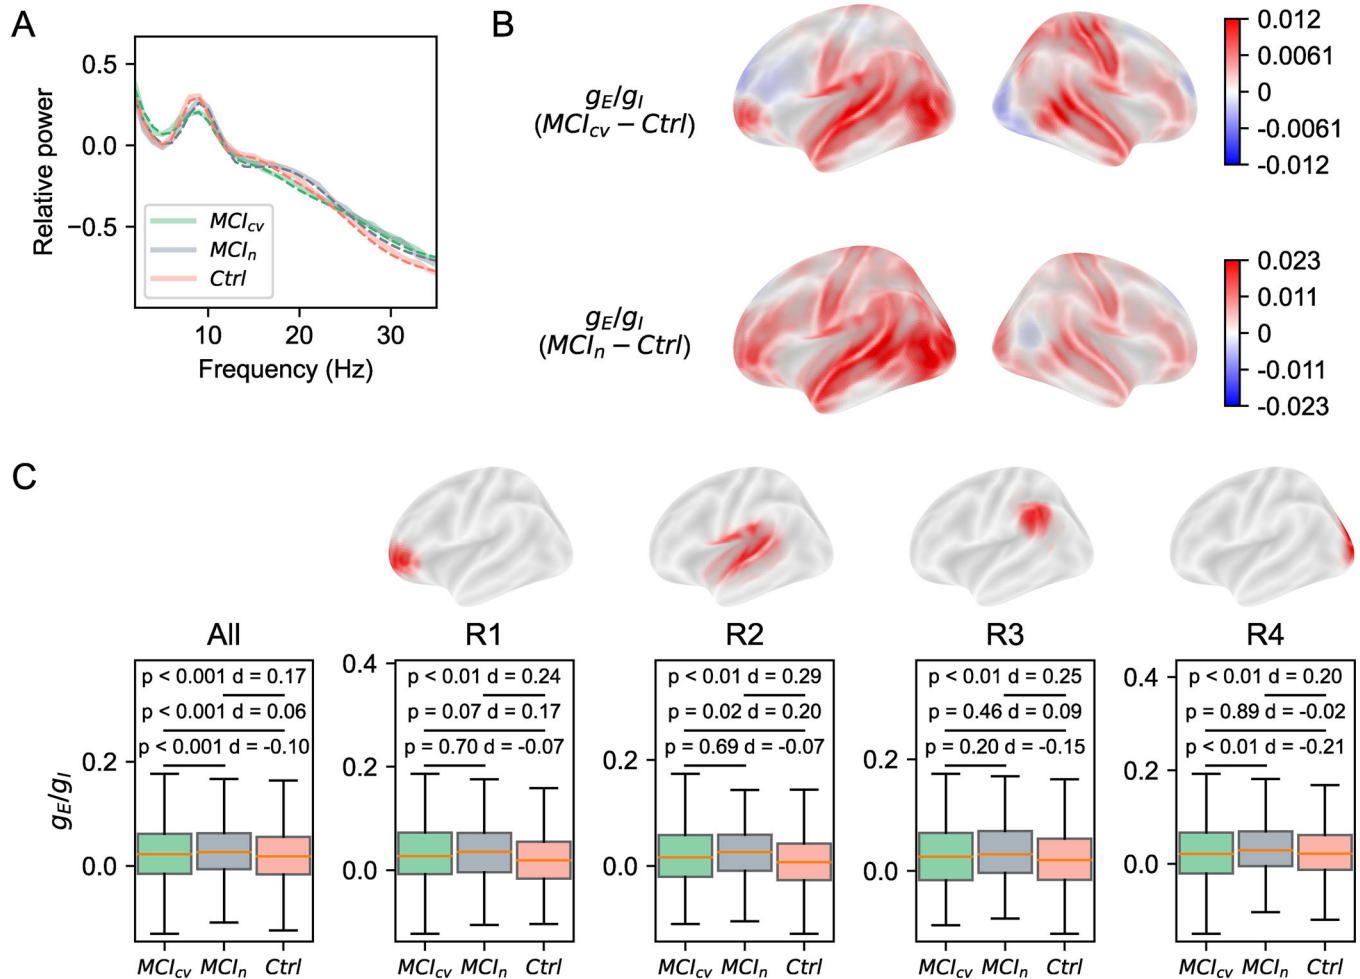 A
Relative power
0.5
0.0
−0.5
MCIcv
MCIn
Ctrl
10
20
30
Frequency (Hz)
B
gE/gI
(MCIcv − Ctrl)
0.012
0.0061
0
-0.0061
-0.012
gE/gI
(MCIn − Ctrl)
0.023
0.011
0
-0.011
-0.023
C
All
p < 0.001 d = 0.17
p < 0.001 d = 0.06
p < 0.001 d = -0.10
gE/gI
0.2
0.0
MCIcv MCIn Ctrl
R1
0.4
0.2
0.0
p < 0.01 d = 0.24
p = 0.07 d = 0.17
p = 0.70 d = -0.07
MCIcv MCIn Ctrl
R2
0.2
0.0
p < 0.01 d = 0.29
p = 0.02 d = 0.20
p = 0.69 d = -0.07
MCIcv MCIn Ctrl
R3
0.2
0.0
p < 0.01 d = 0.25
p = 0.46 d = 0.09
p = 0.20 d = -0.15
MCIcv MCIn Ctrl
R4
0.4
0.2
0.0
p < 0.01 d = 0.20
p = 0.89 d = -0.02
p < 0.01 d = -0.21
MCIcv MCIn Ctrl